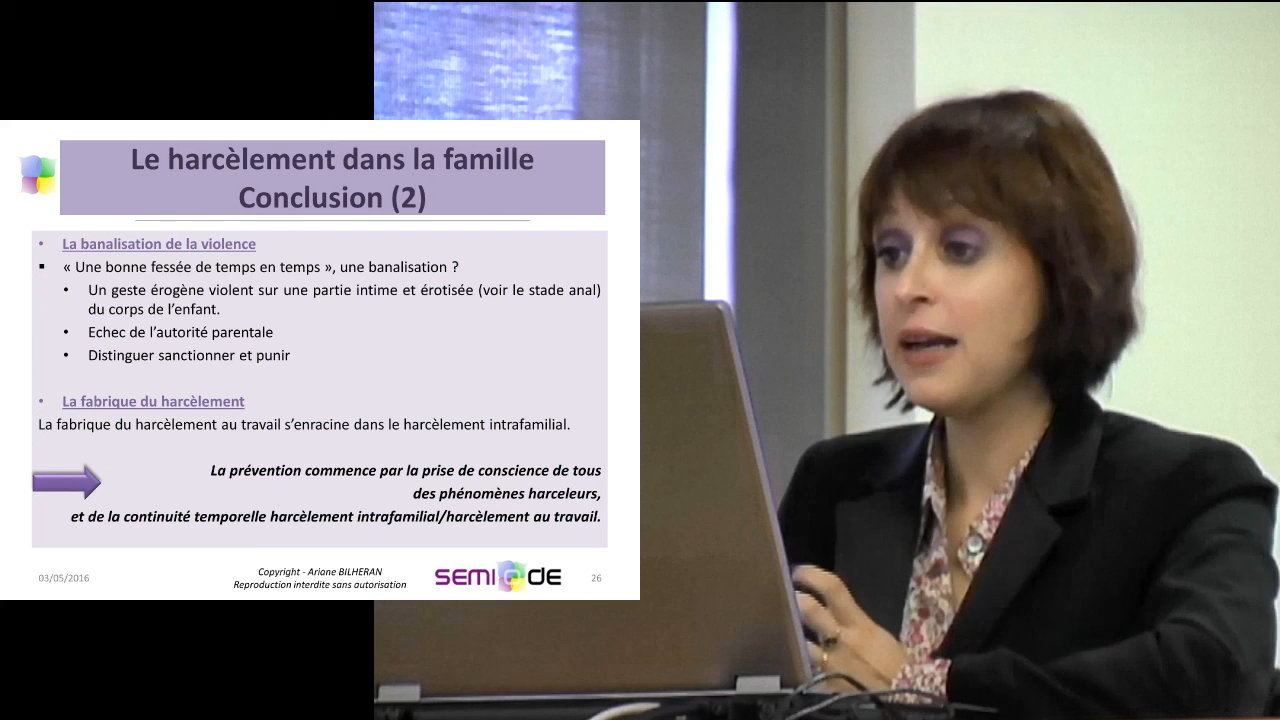 Le harcèlement dans la famille
Conclusion (2)
• La banalisation de la violence
▪ « Une bonne fessée de temps en temps », une banalisation ?
• Un geste érogène violent sur une partie intime et érotisée (voir le stade anal)
du corps de l'enfant.
• Echec de l'autorité parentale
• Distinguer sanctionner et punir
• La fabrique du harcèlement
La fabrique du harcèlement au travail s'enracine dans le harcèlement intrafamilial.
La prévention commence par la prise de conscience de tous
des phénomènes harceleurs,
et de la continuité temporelle harcèlement intrafamilial/harcèlement au travail.
03/05/2016
Copyright - Ariane BILHERAN
Reproduction interdite sans autorisation
SEMIODE
26